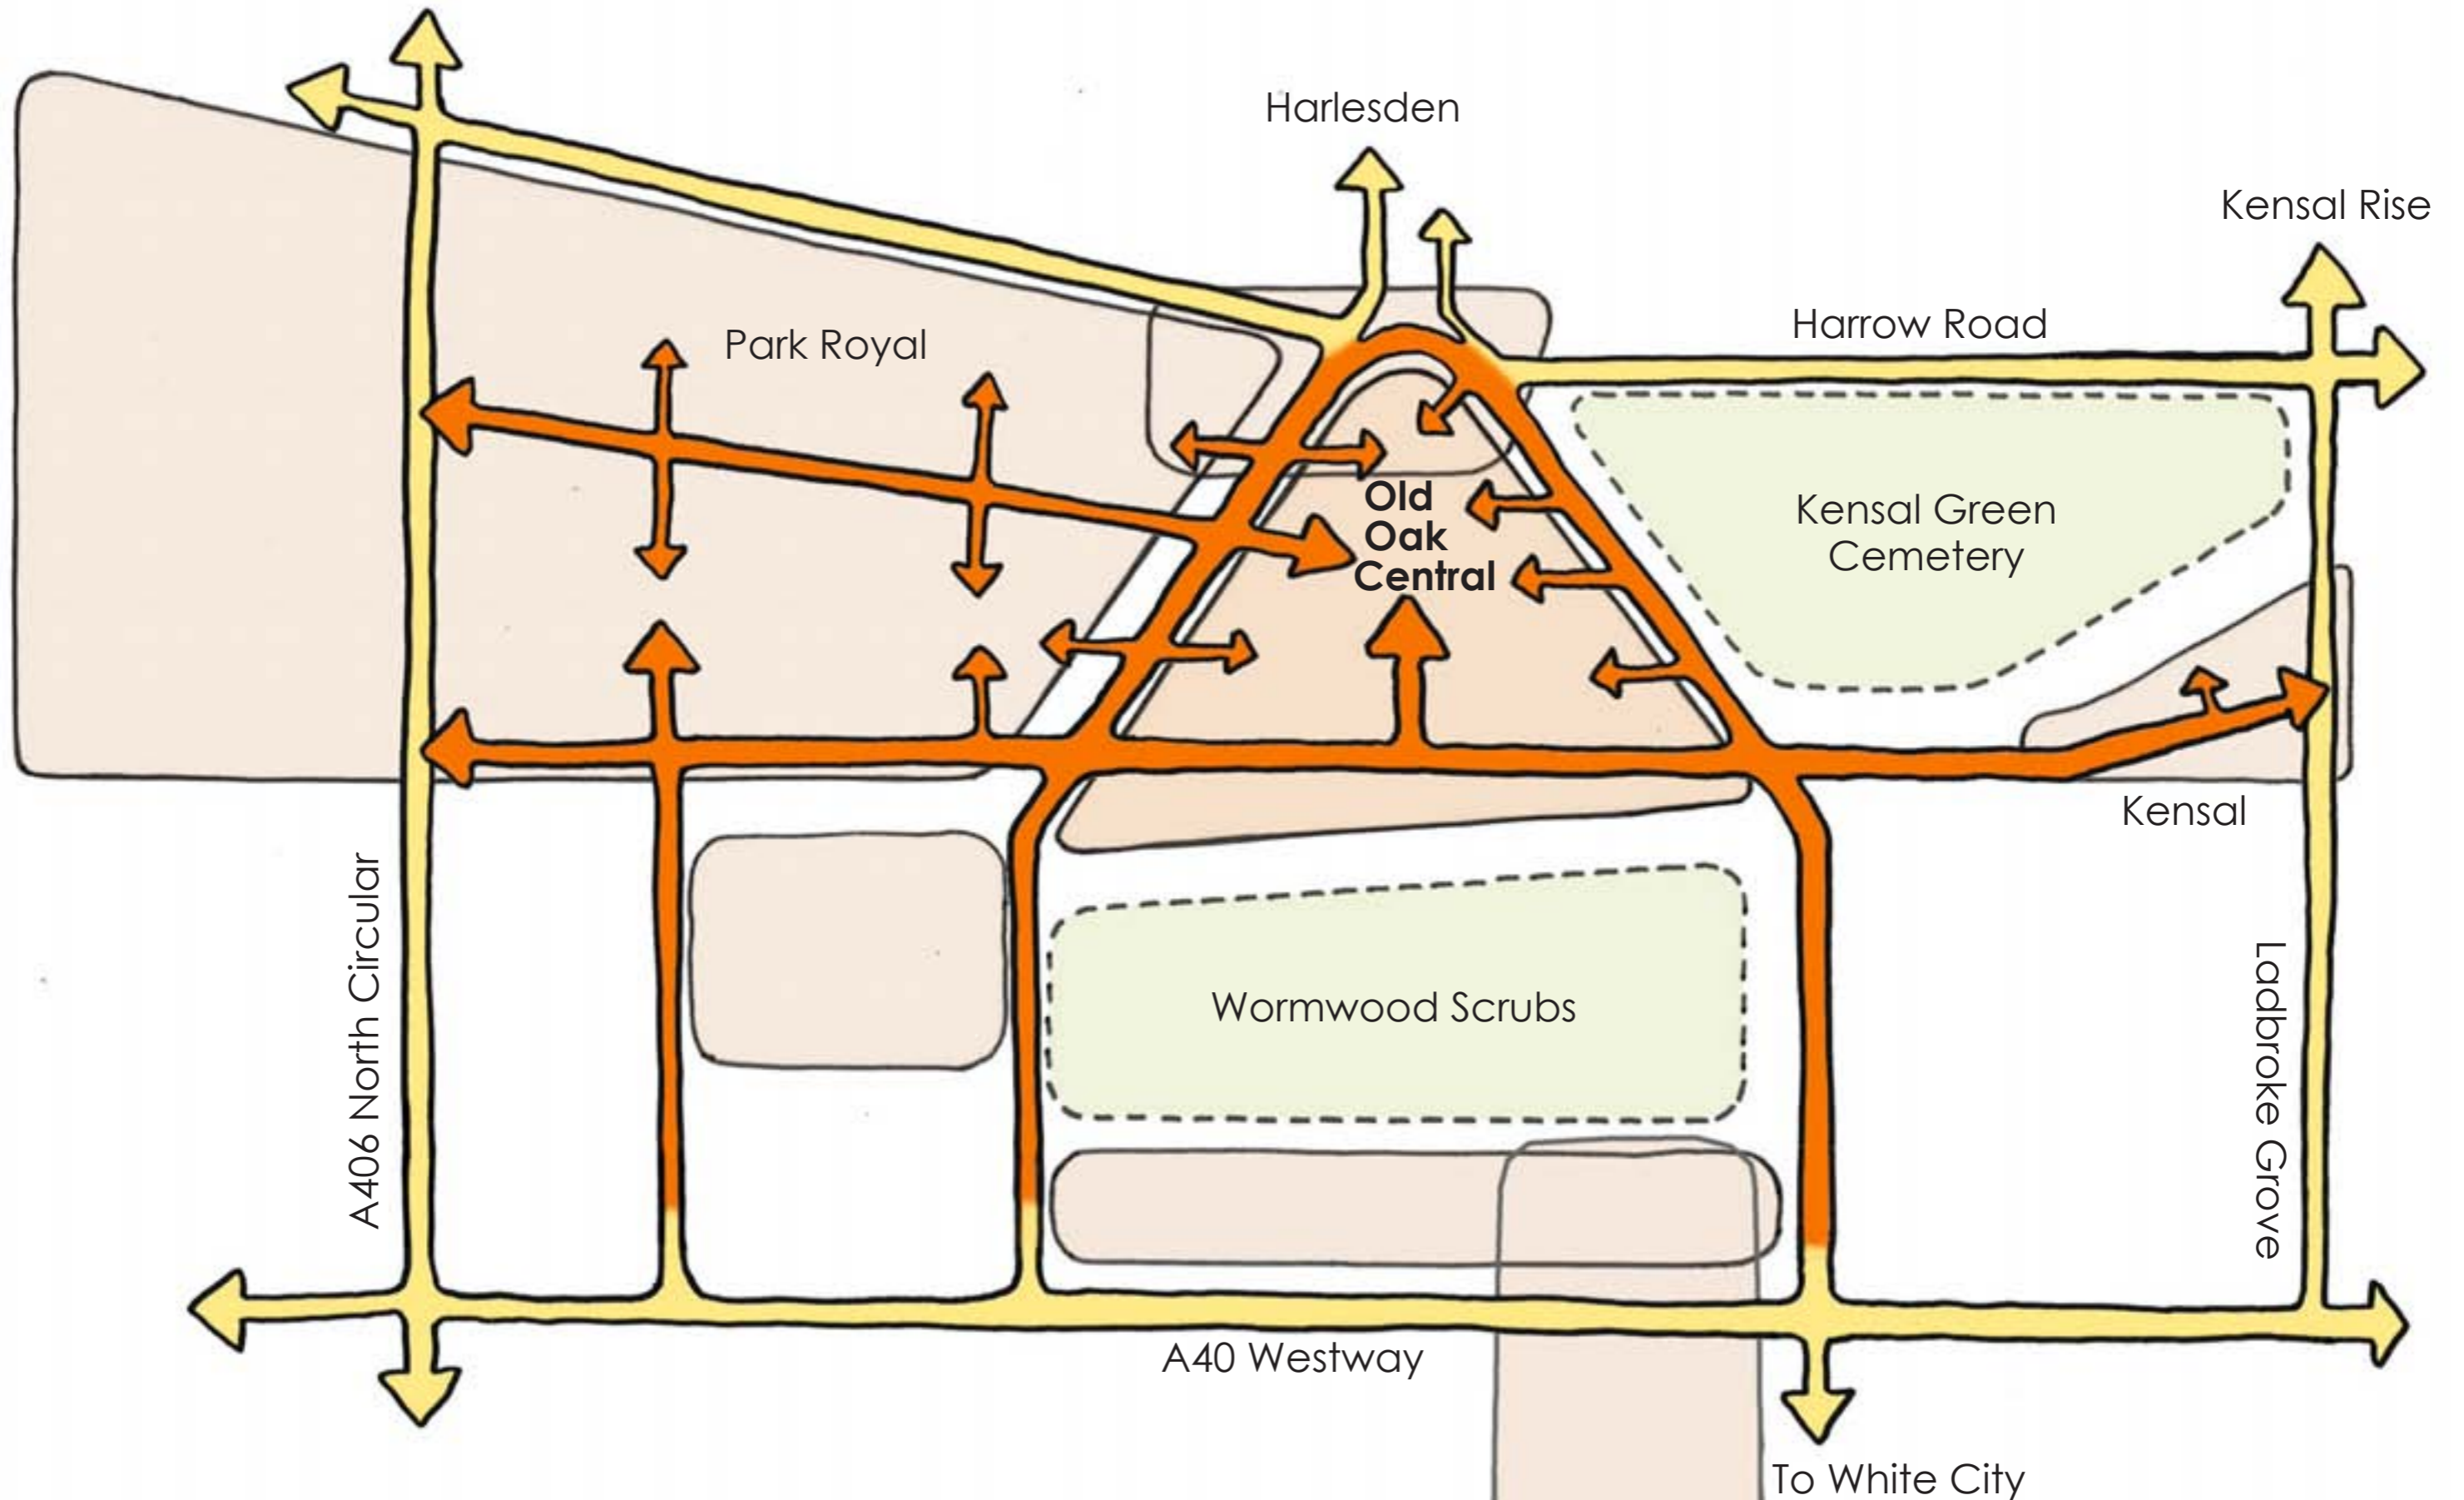 Harlesden
Kensal Rise
Harrow Road
Park Royal
Old
Oak
Central
Kensal Green
Cemetery
Kensal
A406 North Circular
Wormwood Scrubs
Ladbroke Grove
A40 Westway
To White City